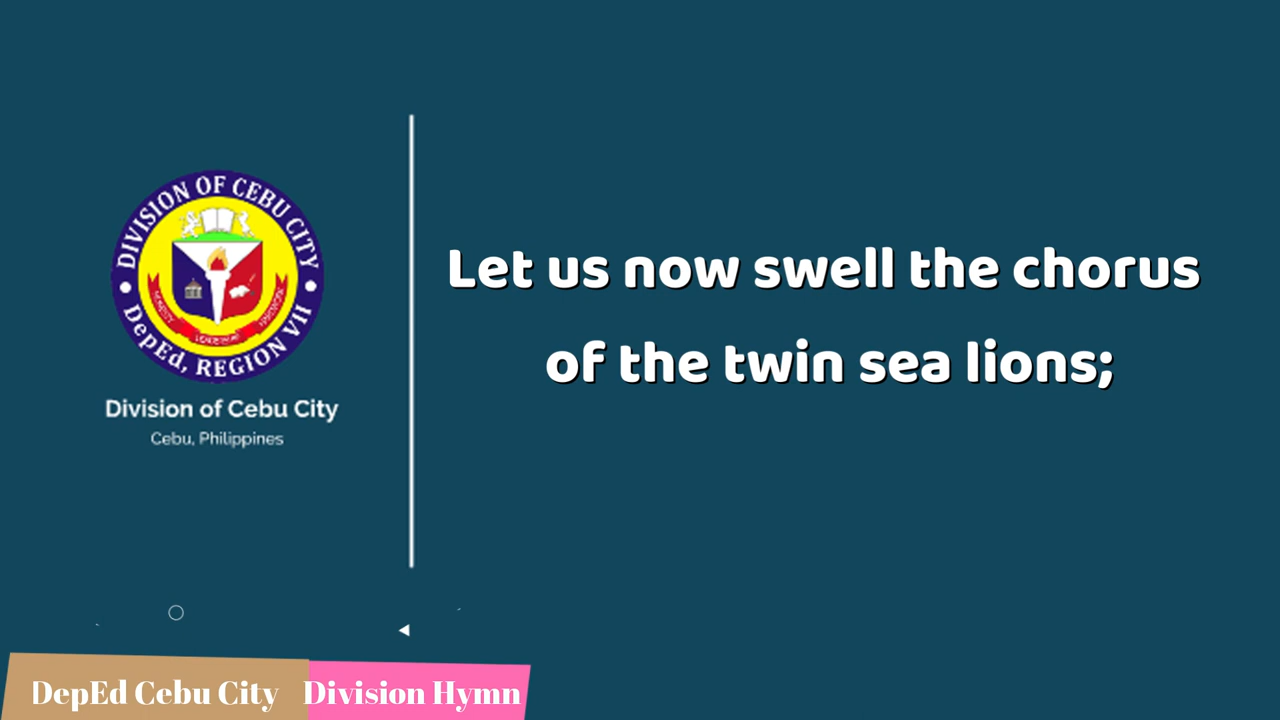 DIVISION OF CEBU CITY
DepEd, REGION VII
Division of Cebu City
Cebu, Philippines
Let us now swell the chorus
of the twin sea lions;
DepEd Cebu City Division Hymn